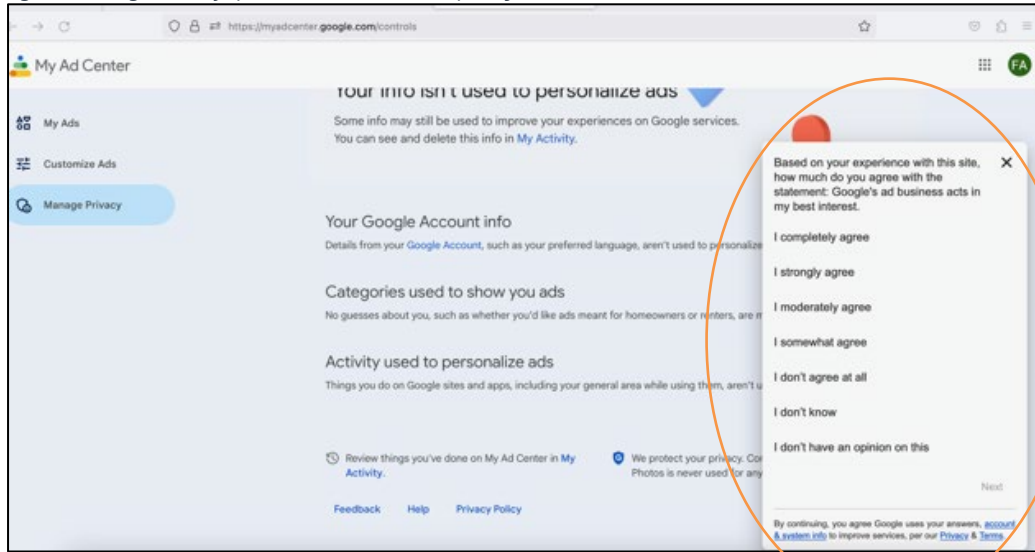 https://myadcenter.google.com/controls
My Ad Center
FA
Your info isn't used to personalize ads
My Ads
Some info may still be used to improve your experiences on Google services.
You can see and delete this info in My Activity.
Customize Ads
Manage Privacy
Your Google Account info
Details from your Google Account, such as your preferred language, aren't used to personalize
Categories used to show you ads
No guesses about you, such as whether you'd like ads meant for homeowners or renters, are
Activity used to personalize ads
Things you do on Google sites and apps, including your general area while using them, aren't
Review things you've done on My Ad Center in My
Activity.
We protect your privacy.
Photos is never used for any
Feedback Help Privacy Policy
Based on your experience with this site,
how much do you agree with the
statement: Google's ad business acts in
my best interest.
I completely agree
I strongly agree
I moderately agree
I somewhat agree
I don't agree at all
I don't know
I don't have an opinion on this
Next
By continuing, you agree Google uses your answers, account
& system info to improve services, per our Privacy & Terms.